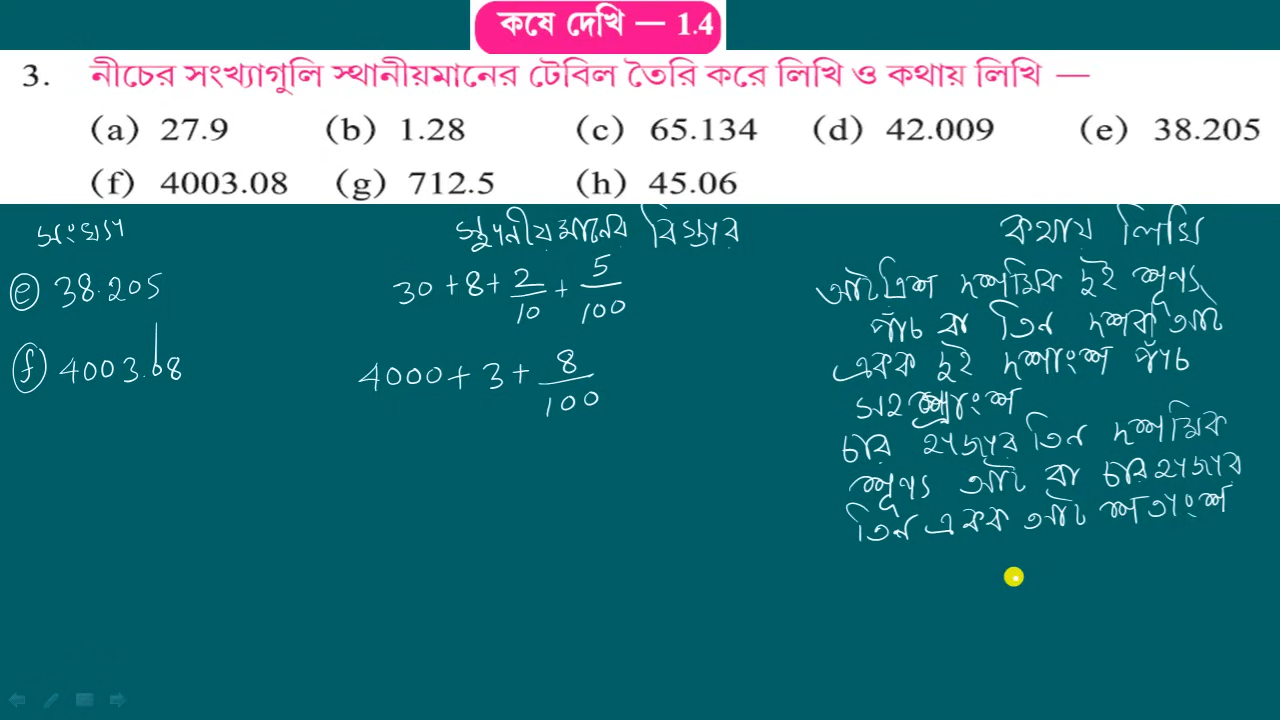 কষে দেখি — 1.4
3. নীচের সংখ্যাগুলি স্থানীয়মানের টেবিল তৈরি করে লিখি ও কথায় লিখি —
(a) 27.9 (b) 1.28 (c) 65.134 (d) 42.009 (e) 38.205
(f) 4003.08 (g) 712.5 (h) 45.06
সংখ্যা স্থানীয়মানের বিস্তার কথায় লিখি
(e) 38.205 30 + 8 + 2/10 + 5/100 আটত্রিশ দশমিক দুই শূণ্য
পাঁচ বা তিন দশক আট
একক দুই দশাংশ পাঁচ
সহস্রাংশ
(f) 4003.08 4000 + 3 + 8/100 চার হাজার তিন দশমিক
শূণ্য আট বা চার হাজার
তিন একক আট শতাংশ